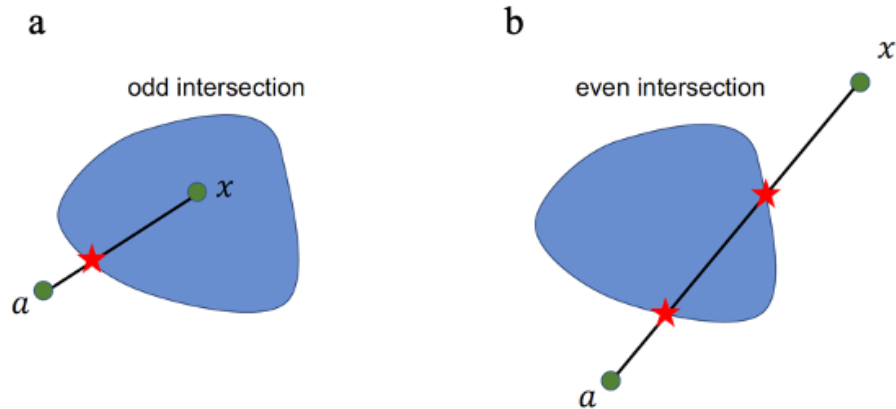 a
odd intersection
x
a
b
x
even intersection
a